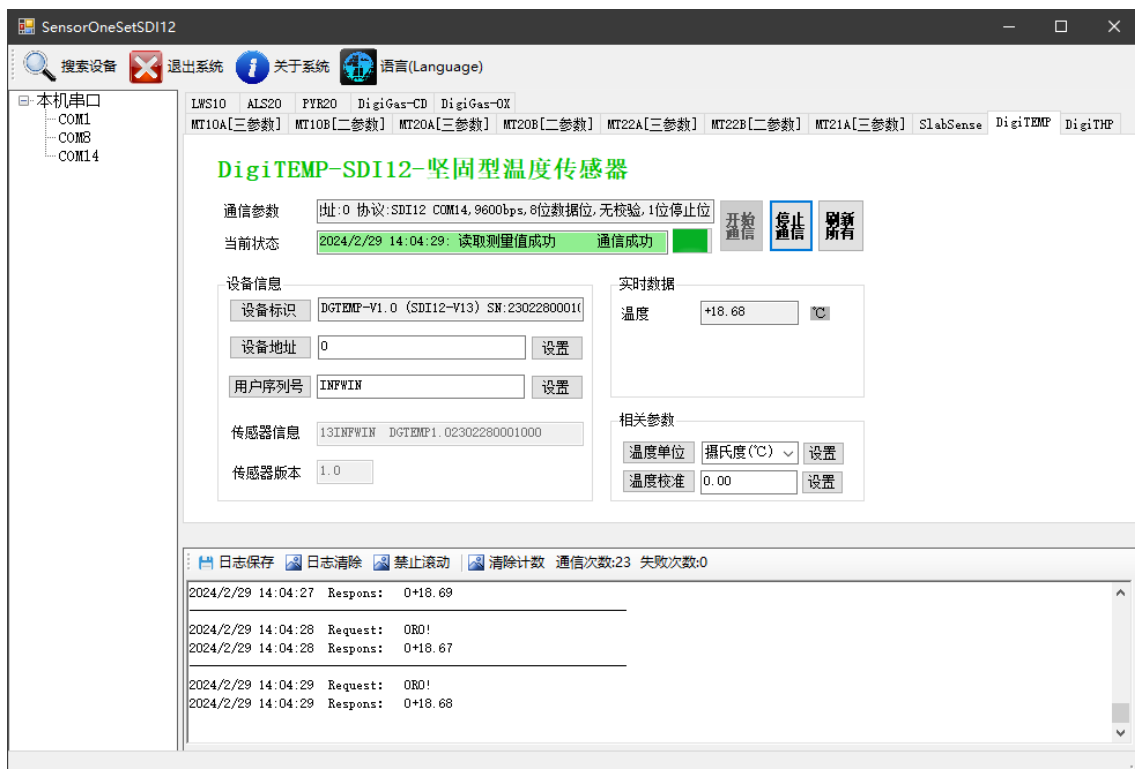 SensorOneSetSDI12
搜索设备 退出系统 关于系统 语言(Language)
本机串口
COM1
COM8
COM14
LWS10 ALS20 PYR20 DigiGas-CD DigiGas-OX
MT10A[三参数] MT10B[二参数] MT20A[三参数] MT20B[二参数] MT22A[三参数] MT22B[二参数] MT21A[三参数] SlabSense DigiTEMP DigiTHP
DigiTEMP-SDI12-坚固型温度传感器
通信参数 址:0 协议:SDI12 COM14,9600bps,8位数据位,无校验,1位停止位
当前状态 2024/2/29 14:04:29: 读取测量值成功 通信成功
开始通信 停止通信 刷新所有
设备信息
设备标识 DGTEMP-V1.0 (SDI12-V13) SN:2302280001(
设备地址 0 设置
用户序列号 INFWIN 设置
传感器信息 13INFWIN DGTEMP1.02302280001000
传感器版本 1.0
实时数据
温度 +18.68 ℃
相关参数
温度单位 摄氏度(℃) 设置
温度校准 0.00 设置
日志保存 日志清除 禁止滚动 清除计数 通信次数:23 失败次数:0
2024/2/29 14:04:27 Respons: 0+18.69
2024/2/29 14:04:28 Request: 0R0!
2024/2/29 14:04:28 Respons: 0+18.67
2024/2/29 14:04:29 Request: 0R0!
2024/2/29 14:04:29 Respons: 0+18.68